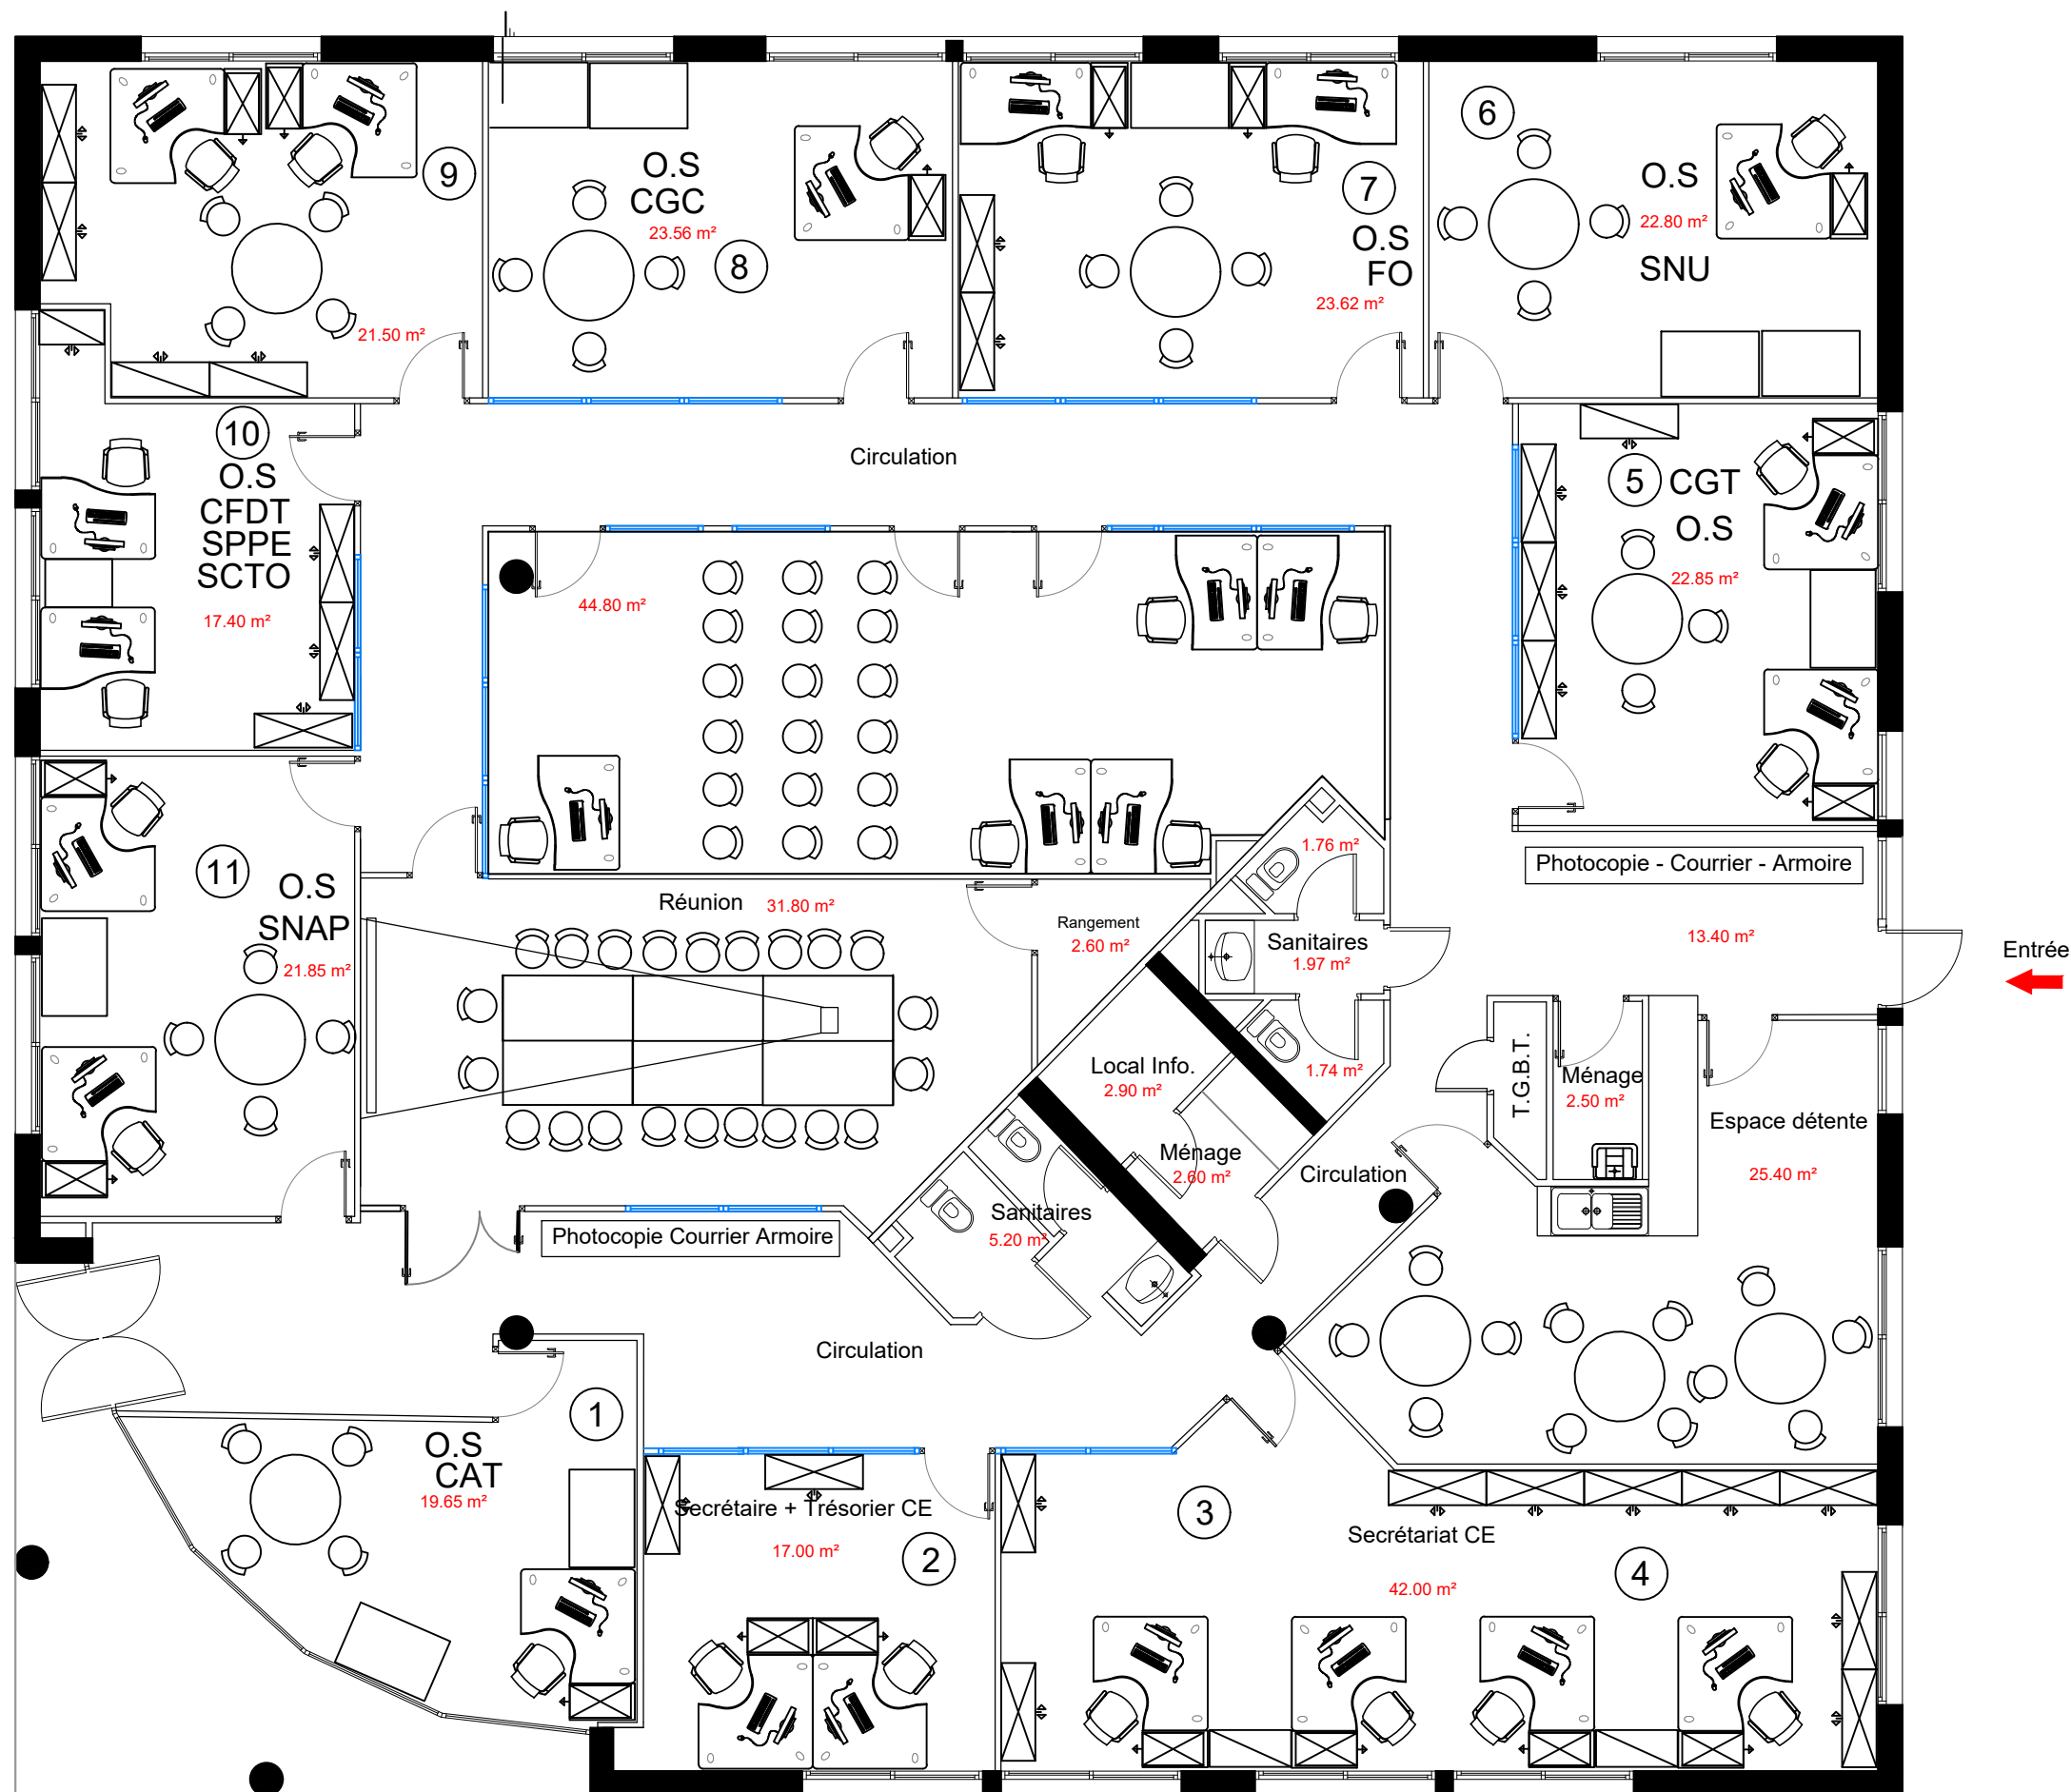 9
21.50 m²
O.S
CGC
23.56 m²
8
7
O.S
FO
23.62 m²
6
O.S
22.80 m²
SNU
10
O.S
CFDT
SPPE
SCTO
17.40 m²
Circulation
5 CGT
O.S
22.85 m²
44.80 m²
11
O.S
SNAP
21.85 m²
Réunion 31.80 m²
Rangement
2.60 m²
1.76 m²
Sanitaires
1.97 m²
1.74 m²
Photocopie - Courrier - Armoire
13.40 m²
Entrée
Local Info.
2.90 m²
Ménage
2.60 m²
Sanitaires
5.20 m²
Circulation
T.G.B.T.
Ménage
2.50 m²
Espace détente
25.40 m²
Photocopie Courrier Armoire
Circulation
1
O.S
CAT
19.65 m²
Secrétaire + Trésorier CE
17.00 m²
2
3
Secrétariat CE
42.00 m²
4